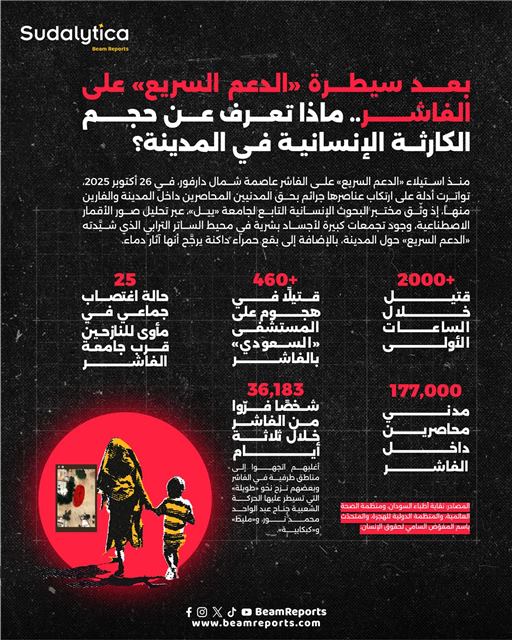 Sudalytica
Beam Reports
بعد سيطرة «الدعم السريع» على
الفاشر.. ماذا تعرف عن حجم
الكارثة الإنسانية في المدينة؟
منذ استيلاء «الدعم السريع» على الفاشر عاصمة شمال دارفور، في 26 أكتوبر 2025،
تواترت أدلة على ارتكاب عناصرها جرائم بحق المدنيين المحاصرين داخل المدينة والفارين
منها، إذ وثّق مختبر البحوث الإنسانية التابع لجامعة «ييل»، عبر تحليل صور الأقمار
الاصطناعية، وجود تجمعات كبيرة لأجساد بشرية في محيط الساتر الترابي الذي شيّدته
«الدعم السريع» حول المدينة، بالإضافة إلى بقع حمراء داكنة يرجّح أنها آثار دماء.
2000+
قتيل
خلال
الساعات
الأولى
460+
قتيلًا في
هجوم على
المستشفى
«السعودي»
بالفاشر
25
حالة اغتصاب
جماعي في
مأوى للنازحين
قرب جامعة
الفاشر
177,000
مدني
محاصرين
داخل
الفاشر
36,183
شخصًا فرّوا
من الفاشر
خلال ثلاثة
أيام
أغلبهم اتجهوا إلى
مناطق طرفية في الفاشر
وبعضهم نزح نحو «طويلة»
التي تسيطر عليها الحركة
الشعبية جناح عبد الواحد
محمد نور، و«مليط»
و«كبكابية»
المصادر: نقابة أطباء السودان، ومنظمة الصحة
العالمية، والمنظمة الدولية للهجرة، والمتحدّث
باسم المفوّض السامي لحقوق الإنسان.
BeamReports
www.beamreports.com